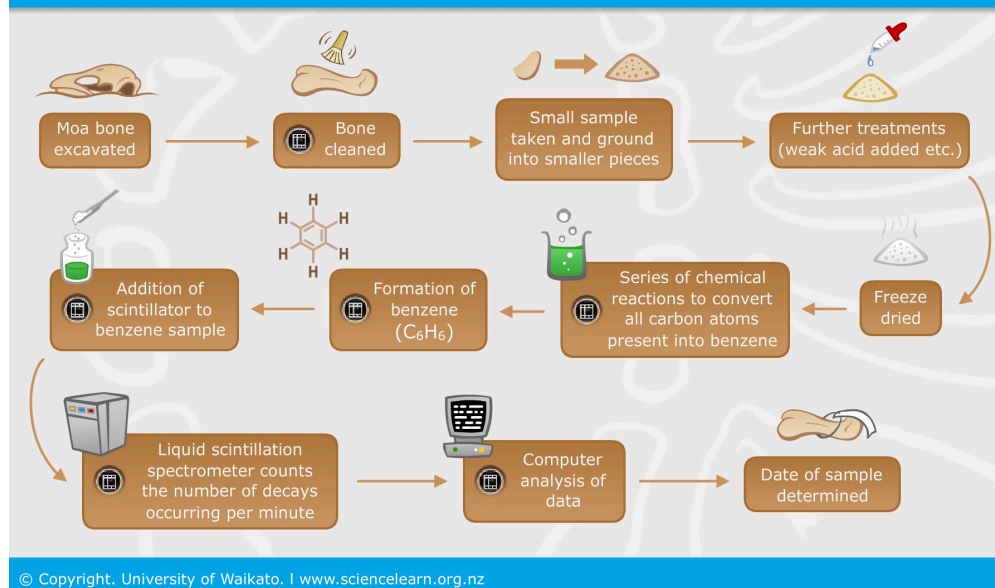 Moa bone
excavated
Bone
cleaned
Small sample
taken and ground
into smaller pieces
Further treatments
(weak acid added etc.)
Freeze
dried
Series of chemical
reactions to convert
all carbon atoms
present into benzene
H
H
H
H
H
H
Formation of
benzene
(C₆H₆)
Addition of
scintillator to
benzene sample
Liquid scintillation
spectrometer counts
the number of decays
occurring per minute
Computer
analysis of
data
Date of sample
determined
© Copyright. University of Waikato. l www.sciencelearn.org.nz